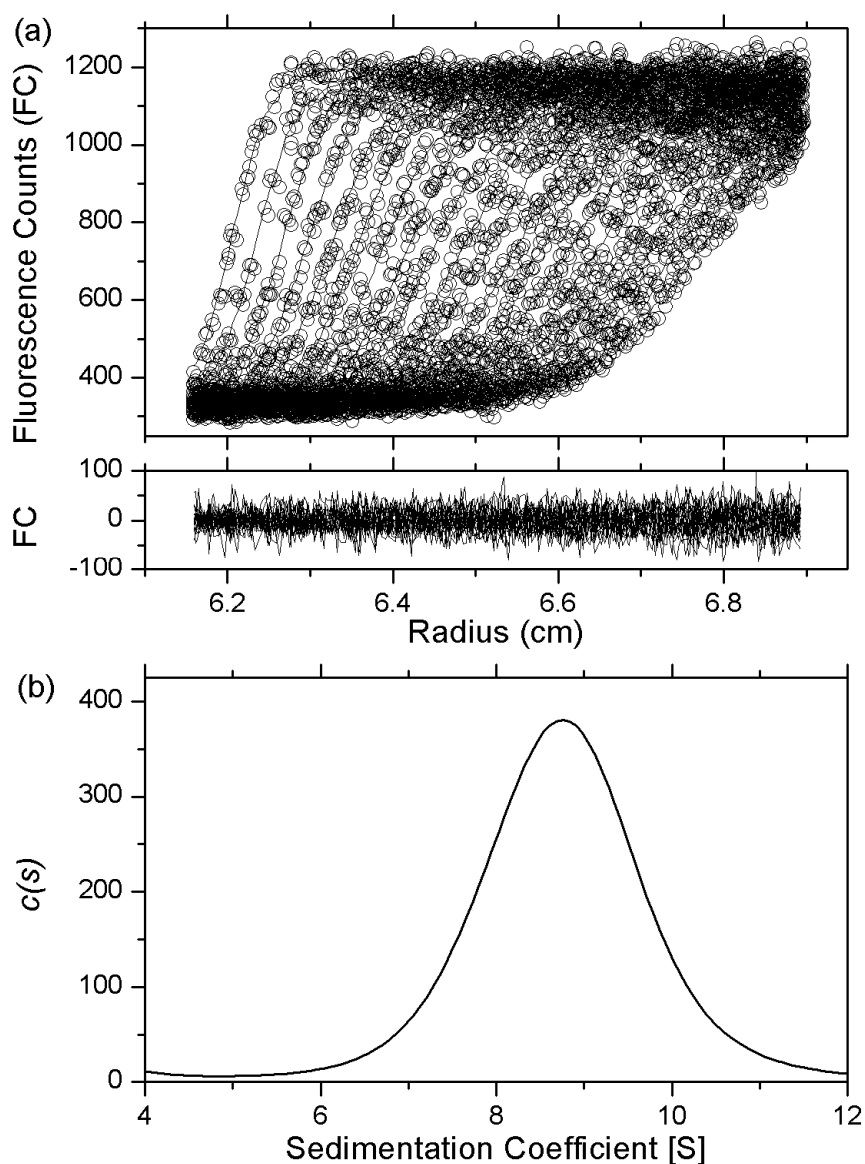 (a)
Fluorescence Counts (FC)
1200
1000
800
600
400
FC
100
0
-100
6.2 6.4 6.6 6.8
Radius (cm)
(b)
c(s)
400
300
200
100
0
4 6 8 10 12
Sedimentation Coefficient [S]